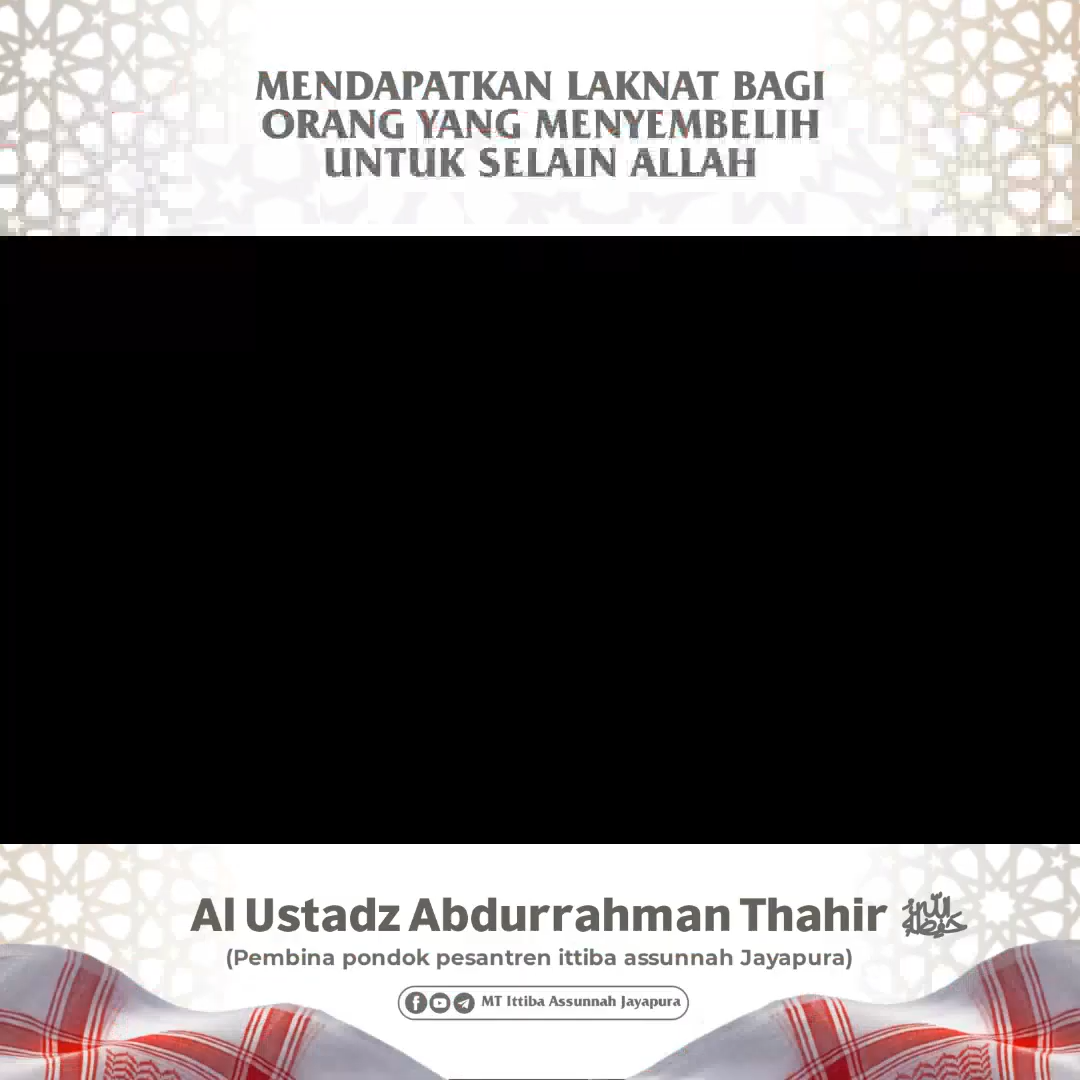 MENDAPATKAN LAKNAT BAGI
ORANG YANG MENYEMBELIH
UNTUK SELAIN ALLAH
Al Ustadz Abdurrahman Thahir
(Pembina pondok pesantren ittiba assunnah Jayapura)
MT Ittiba Assunnah Jayapura